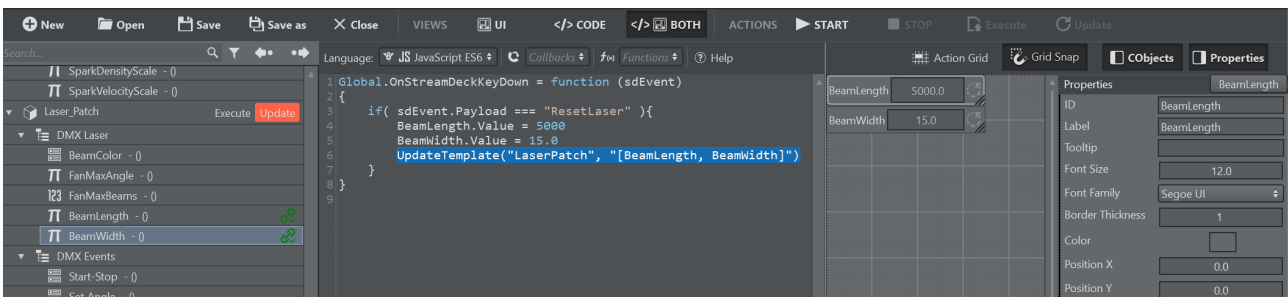 New Open Save Save as Close VIEWS UI </> CODE </> BOTH ACTIONS START STOP Execute Update
Search...
SparkDensityScale - ()
SparkVelocityScale - ()
Laser_Patch Execute Update
DMX Laser
BeamColor - ()
FanMaxAngle - ()
123 FanMaxBeams - ()
BeamLength - ()
BeamWidth - ()
DMX Events
Start-Stop - ()
Set Angle - ()
Language: JS JavaScript ES6 Callbacks f(x) Functions Help
1 Global.OnStreamDeckKeyDown = function (sdEvent)
2 {
3 if( sdEvent.Payload === "ResetLaser" ){
4 BeamLength.Value = 5000
5 BeamWidth.Value = 15.0
6 UpdateTemplate("LaserPatch", "[BeamLength, BeamWidth]")
7 }
8 }
9
Action Grid Grid Snap CObjects Properties
BeamLength 5000.0
BeamWidth 15.0
Properties BeamLength
ID BeamLength
Label BeamLength
Tooltip
Font Size 12.0
Font Family Segoe UI
Border Thickness 1
Color
Position X 0.0
Position Y 0.0